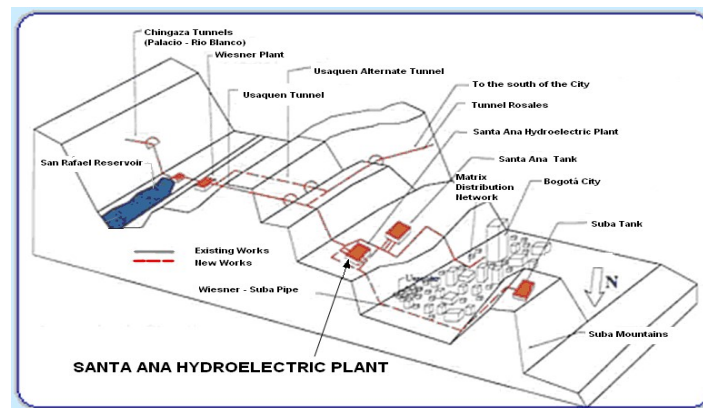 Chingaza Tunnels
(Palacio - Rio Blanco)
Wiesner Plant
Usaquen Alternate Tunnel
Usaquen Tunnel
To the south of the City
Tunnel Rosales
Santa Ana Hydroelectric Plant
San Rafael Reservoir
Santa Ana Tank
Matrix
Distribution
Network
Bogotá City
Suba Tank
Existing Works
New Works
Wiesner - Suba Pipe
N
Suba Mountains
SANTA ANA HYDROELECTRIC PLANT